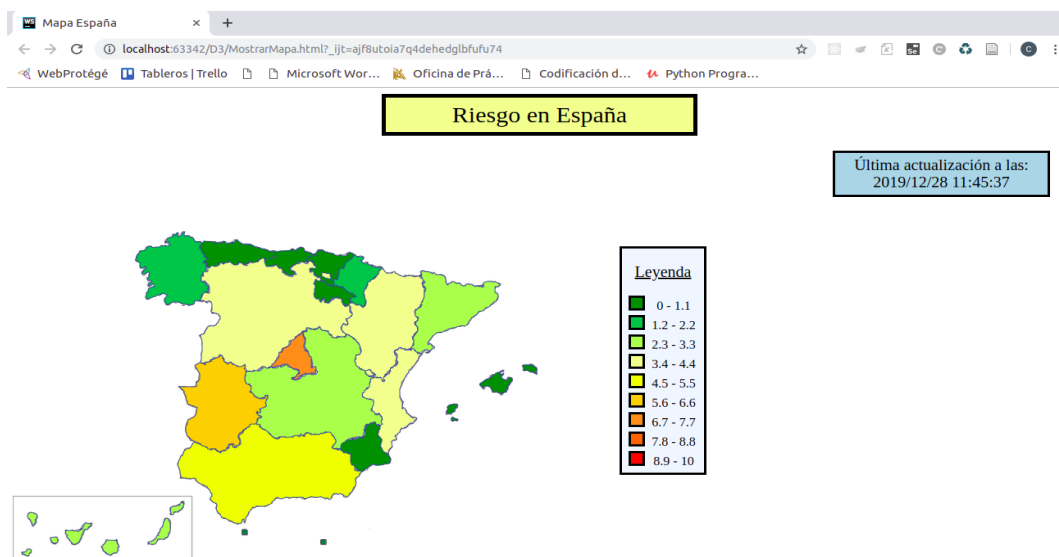 Mapa España
localhost:63342/D3/MostrarMapa.html?_ijt=ajf8utoia7q4dehedglbfufu74
WebProtégé
Tableros | Trello
Microsoft Wor...
Oficina de Prá...
Codificación d...
Python Progra...
Riesgo en España
Última actualización a las:
2019/12/28 11:45:37
Leyenda
0 - 1.1
1.2 - 2.2
2.3 - 3.3
3.4 - 4.4
4.5 - 5.5
5.6 - 6.6
6.7 - 7.7
7.8 - 8.8
8.9 - 10